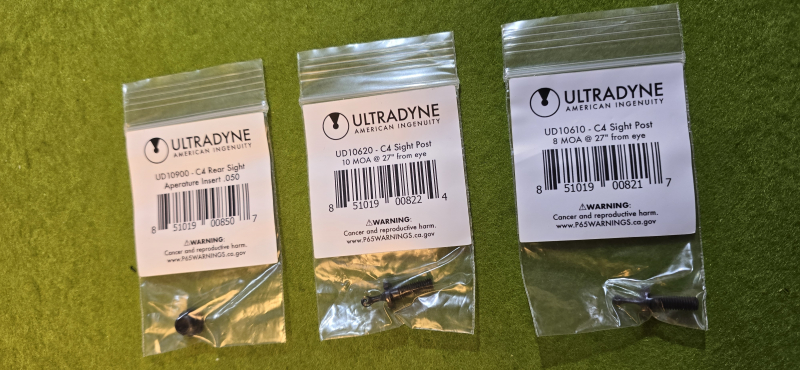 ULTRADYNE
AMERICAN INGENUITY
UD10900 - C4 Rear Sight
Aperature Insert .050
8 51019 00850 7
⚠WARNING:
Cancer and reproductive harm.
www.P65WARNINGS.ca.gov
ULTRADYNE
AMERICAN INGENUITY
UD10620 - C4 Sight Post
10 MOA @ 27" from eye
8 51019 00822 4
⚠WARNING:
Cancer and reproductive harm.
www.P65WARNINGS.ca.gov
ULTRADYNE
AMERICAN INGENUITY
UD10610 - C4 Sight Post
8 MOA @ 27" from eye
8 51019 00821 7
⚠WARNING:
Cancer and reproductive harm.
www.P65WARNINGS.ca.gov